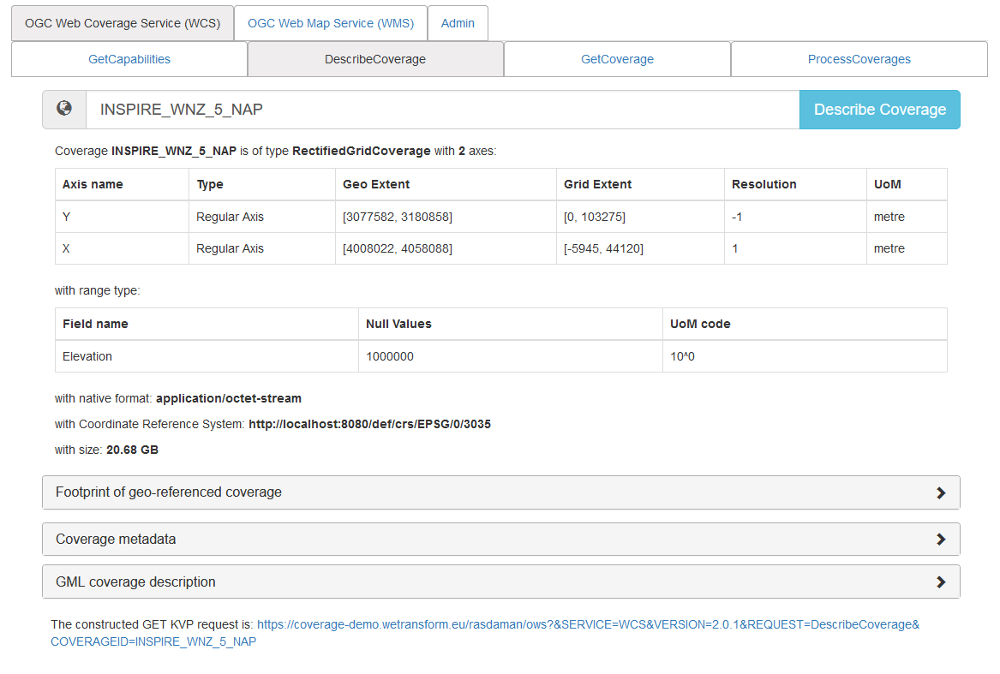 OGC Web Coverage Service (WCS) OGC Web Map Service (WMS) Admin
GetCapabilities DescribeCoverage GetCoverage ProcessCoverages
INSPIRE_WNZ_5_NAP Describe Coverage
Coverage INSPIRE_WNZ_5_NAP is of type RectifiedGridCoverage with 2 axes:
Axis name Type Geo Extent Grid Extent Resolution UoM
Y Regular Axis [3077582, 3180858] [0, 103275] -1 metre
X Regular Axis [4008022, 4058088] [-5945, 44120] 1 metre
with range type:
Field name Null Values UoM code
Elevation 1000000 10^0
with native format: application/octet-stream
with Coordinate Reference System: http://localhost:8080/def/crs/EPSG/0/3035
with size: 20.68 GB
Footprint of geo-referenced coverage
Coverage metadata
GML coverage description
The constructed GET KVP request is: https://coverage-demo.wetransform.eu/rasdaman/ows?&SERVICE=WCS&VERSION=2.0.1&REQUEST=DescribeCoverage&
COVERAGEID=INSPIRE_WNZ_5_NAP